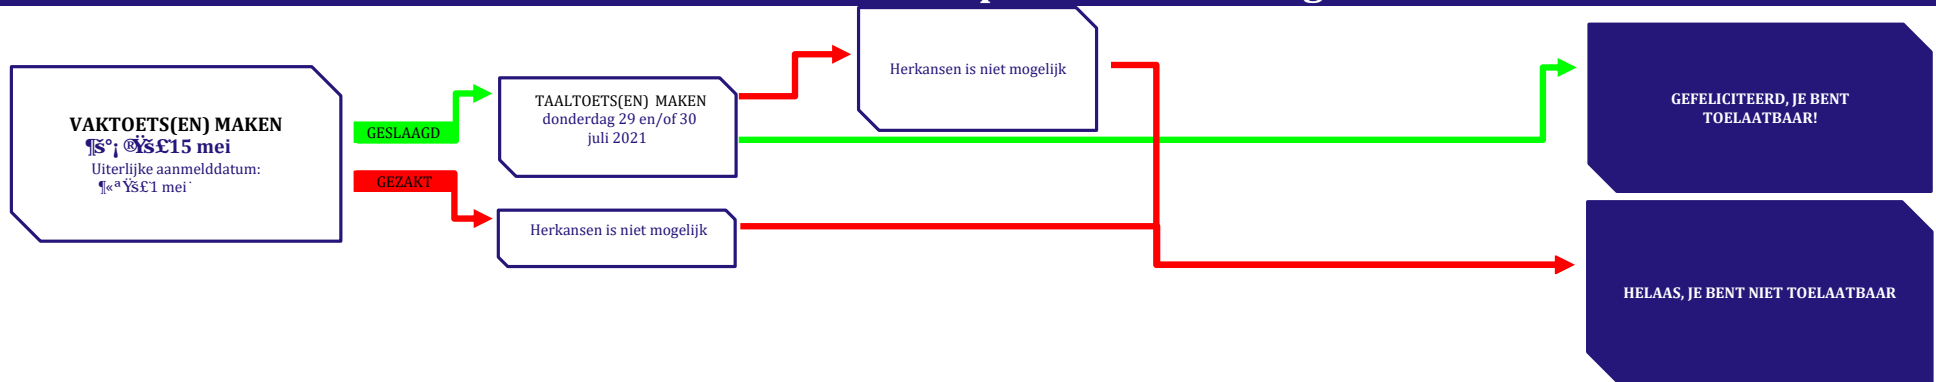 VAKTOETS(EN) MAKEN
15 mei
Uiterlijke aanmelddatum:
1 mei
GESLAAGD
GEZAKT
TAALTOETS(EN) MAKEN
donderdag 29 en/of 30
juli 2021
Herkansen is niet mogelijk
Herkansen is niet mogelijk
GEFELICITEERD, JE BENT
TOELAATBAAR!
HELAAS, JE BENT NIET TOELAATBAAR